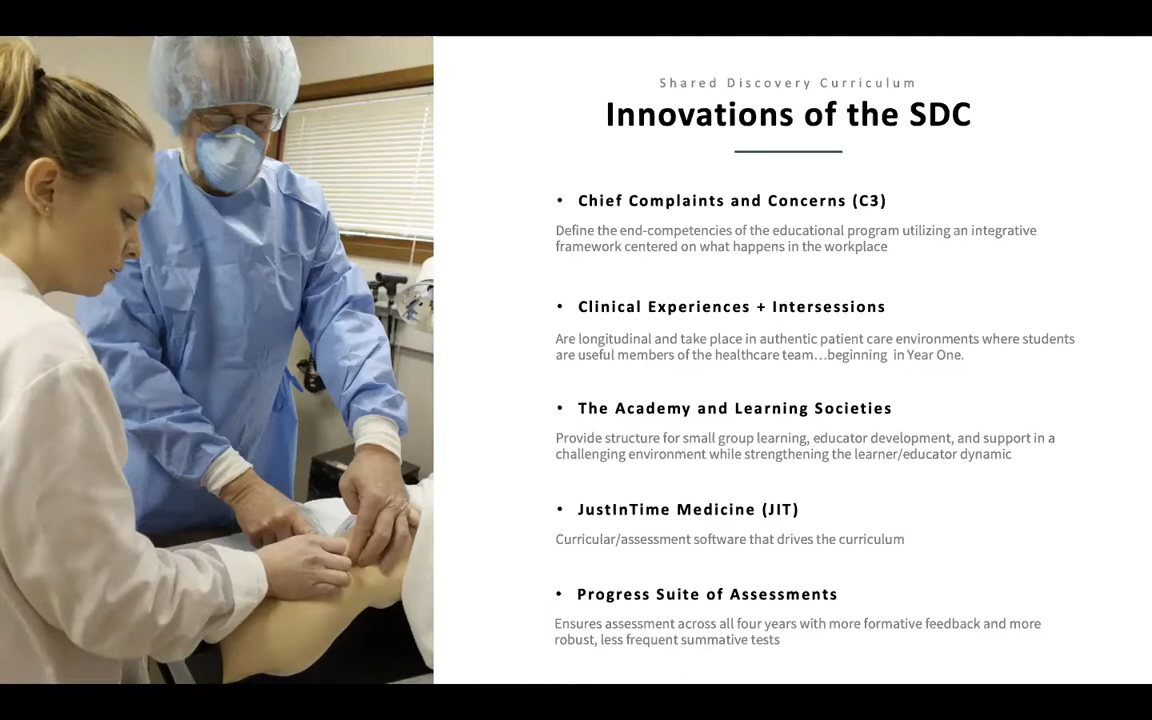 Shared Discovery Curriculum
Innovations of the SDC
• Chief Complaints and Concerns (C3)
Define the end-competencies of the educational program utilizing an integrative
framework centered on what happens in the workplace
• Clinical Experiences + Intersessions
Are longitudinal and take place in authentic patient care environments where students
are useful members of the healthcare team…beginning  in Year One.
• The Academy and Learning Societies
Provide structure for small group learning, educator development, and support in a
challenging environment while strengthening the learner/educator dynamic
• JustInTime Medicine (JIT)
Curricular/assessment software that drives the curriculum
• Progress Suite of Assessments
Ensures assessment across all four years with more formative feedback and more
robust, less frequent summative tests